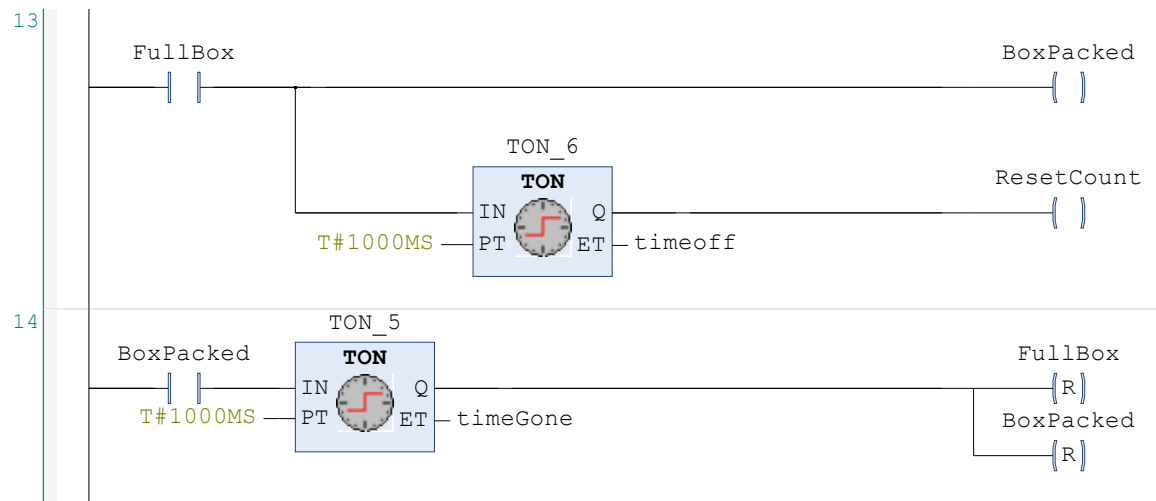 13
FullBox
BoxPacked
TON_6
TON
ResetCount
IN
Q
T#1000MS
PT
ET
timeoff
14
TON_5
BoxPacked
TON
FullBox
IN
Q
R
T#1000MS
PT
ET
timeGone
BoxPacked
R